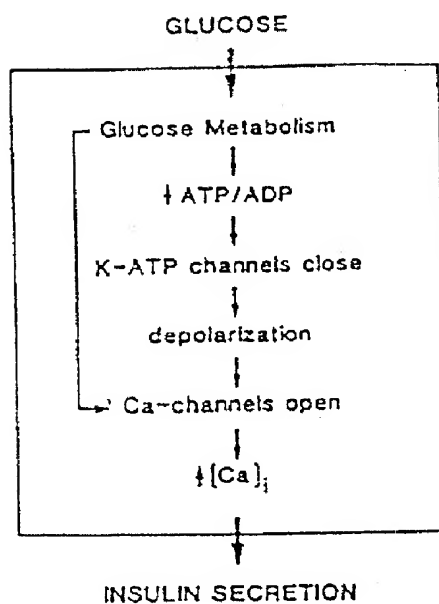 GLUCOSE
Glucose Metabolism
↑ ATP/ADP
K-ATP channels close
depolarization
Ca-channels open
↑[Ca]i
INSULIN SECRETION